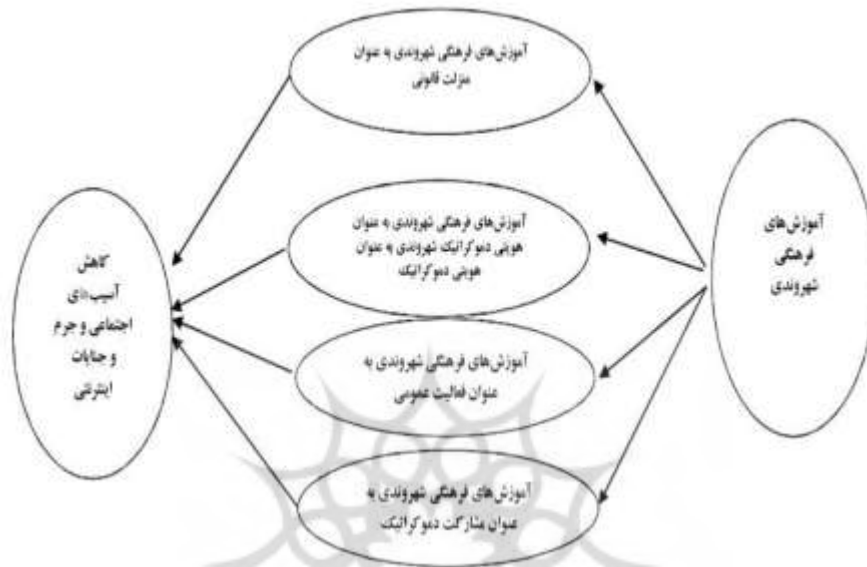 آموزش‌های
فرهنگی
شهروندی
آموزش‌های فرهنگی شهروندی به عنوان
منزلت قانونی
آموزش‌های فرهنگی شهروندی به عنوان
هویتی دموکراتیک شهروندی به عنوان
هویتی دموکراتیک
آموزش‌های فرهنگی شهروندی به
عنوان فعالیت عمومی
آموزش‌های فرهنگی شهروندی به
عنوان مشارکت دموکراتیک
کاهش
آسیب‌های
اجتماعی و جرم
و جنایات
اینترنتی